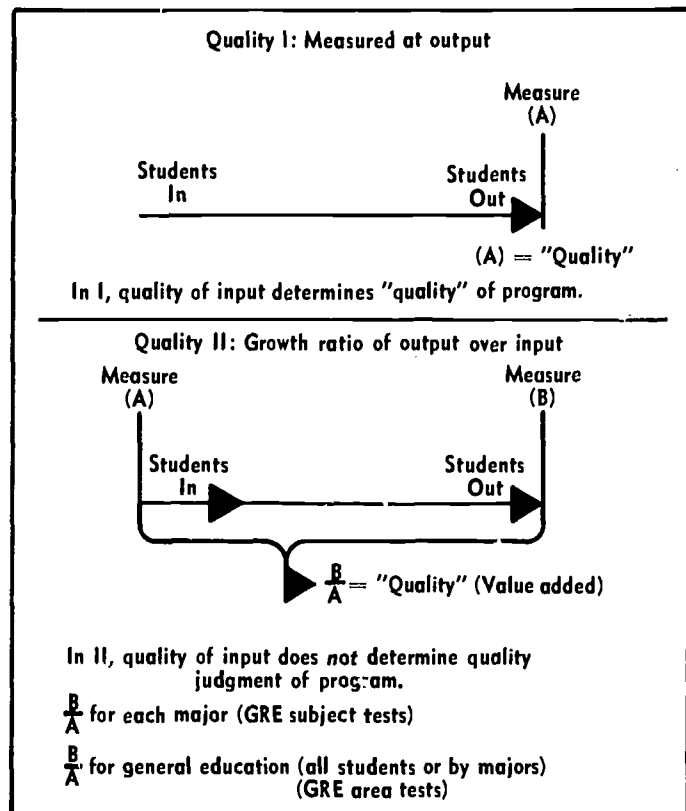 Quality I: Measured at output
Measure
(A)
Students
In
Students
Out
(A) = "Quality"
In I, quality of input determines "quality" of program.
Quality II: Growth ratio of output over input
Measure
(A)
Measure
(B)
Students
In
Students
Out
B/A = "Quality" (Value added)
In II, quality of input does not determine quality
judgment of program.
B/A for each major (GRE subject tests)
B/A for general education (all students or by majors)
(GRE area tests)